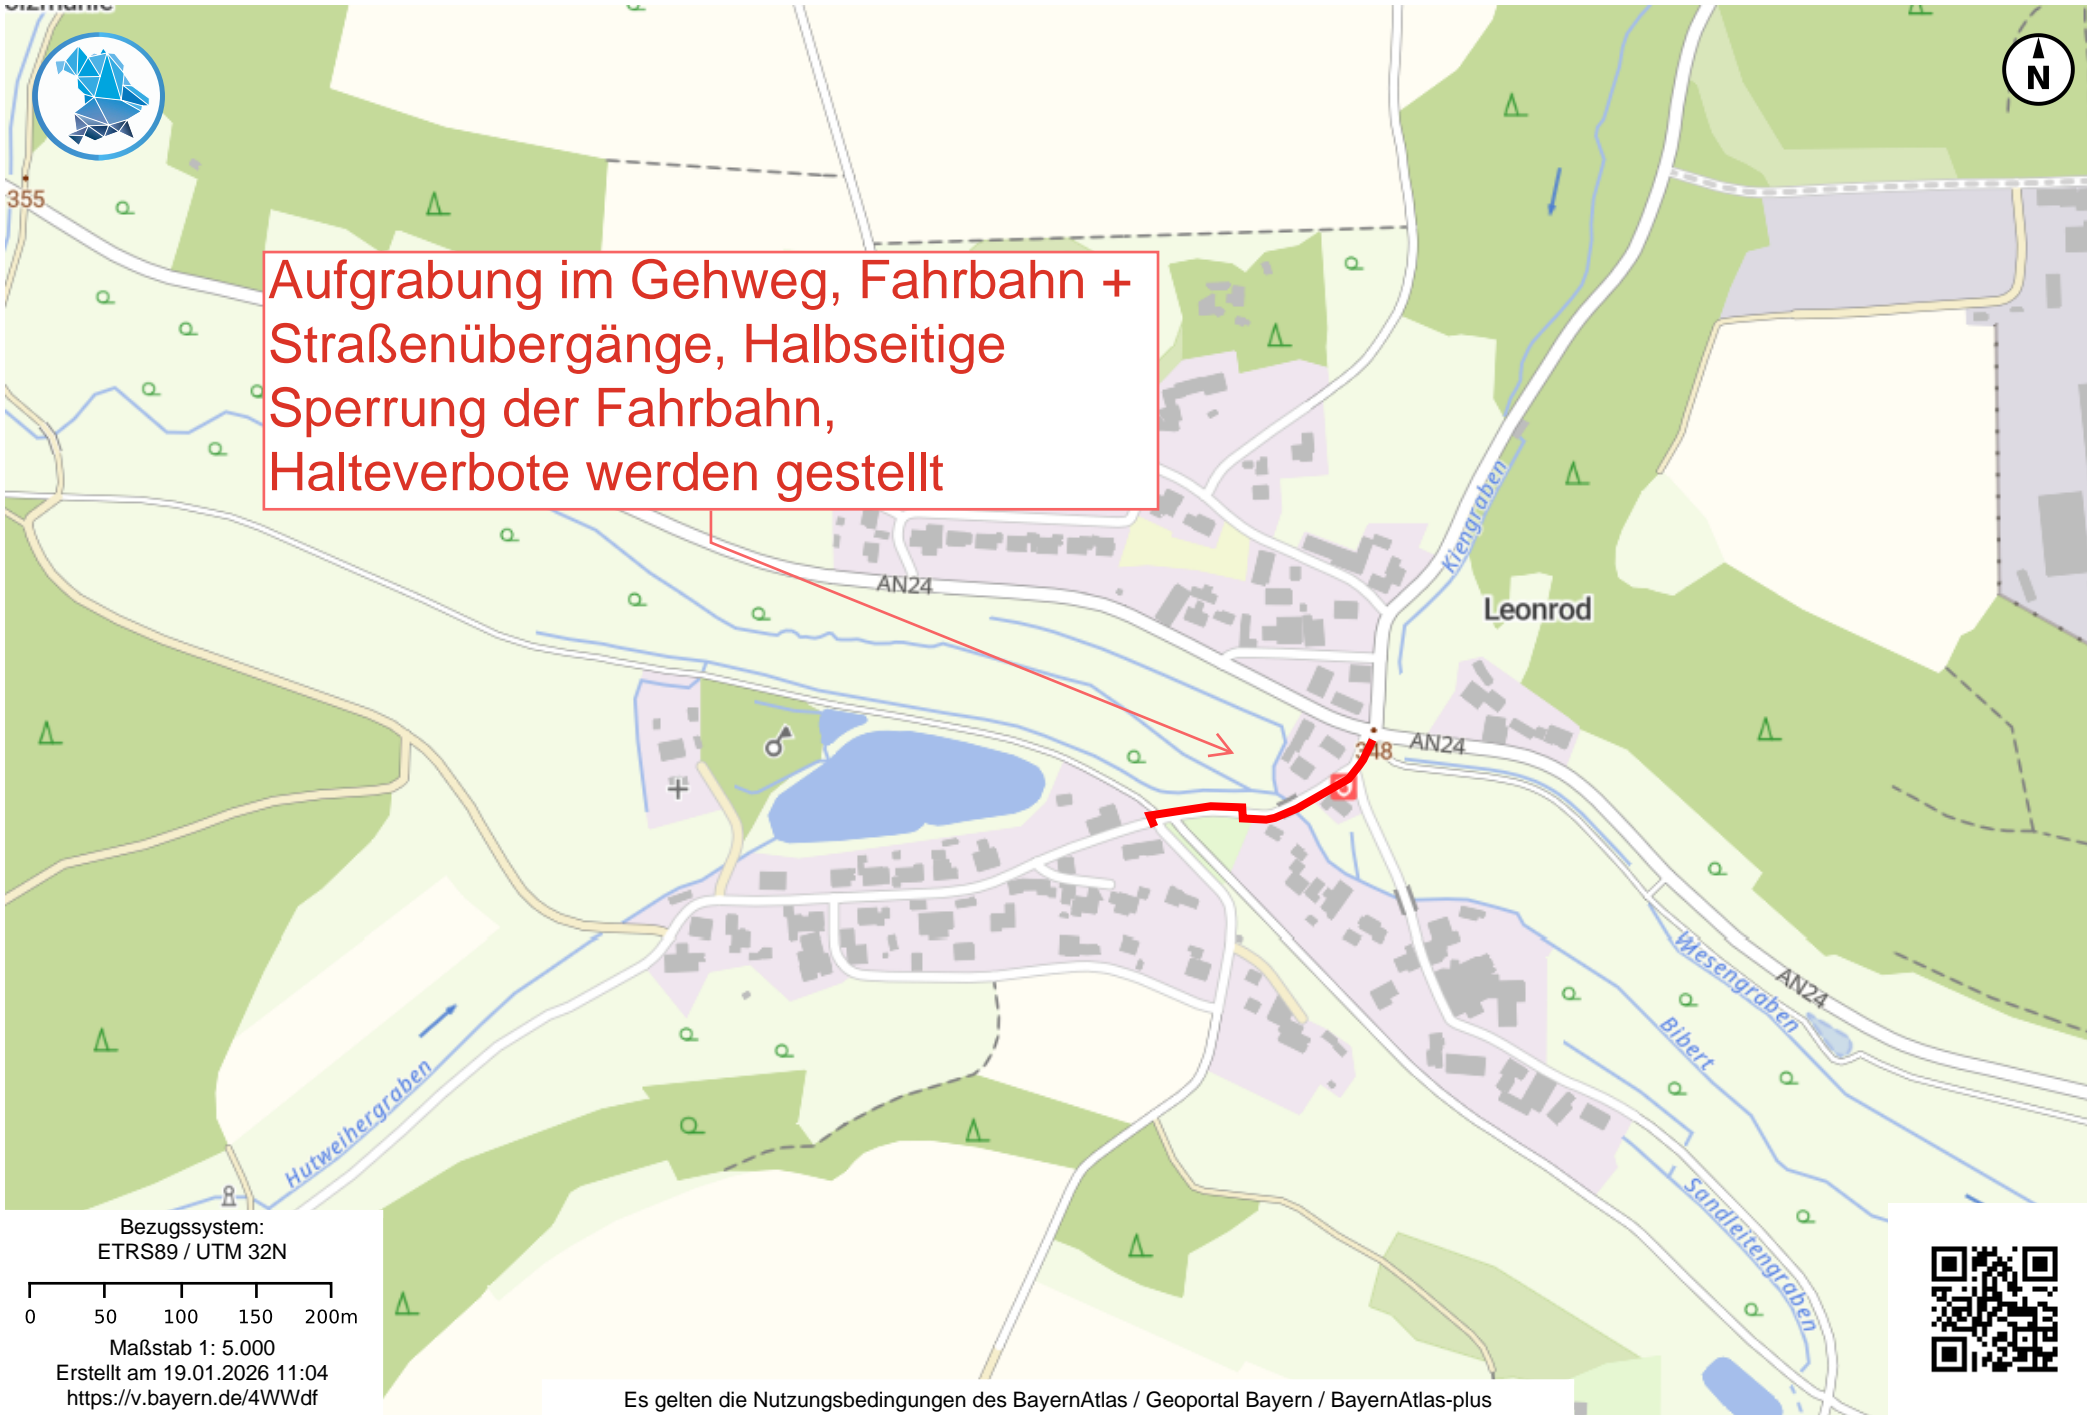 N
355
Aufgrabung im Gehweg, Fahrbahn +
Straßenübergänge, Halbseitige
Sperrung der Fahrbahn,
Halteverbote werden gestellt
Kiengraben
AN24
Leonrod
348
AN24
Wiesengraben
AN24
Bibert
Hutweihergraben
Sandleitengraben
Bezugssystem:
ETRS89 / UTM 32N
0 50 100 150 200m
Maßstab 1: 5.000
Erstellt am 19.01.2026 11:04
https://v.bayern.de/4WWdf
Es gelten die Nutzungsbedingungen des BayernAtlas / Geoportal Bayern / BayernAtlas-plus